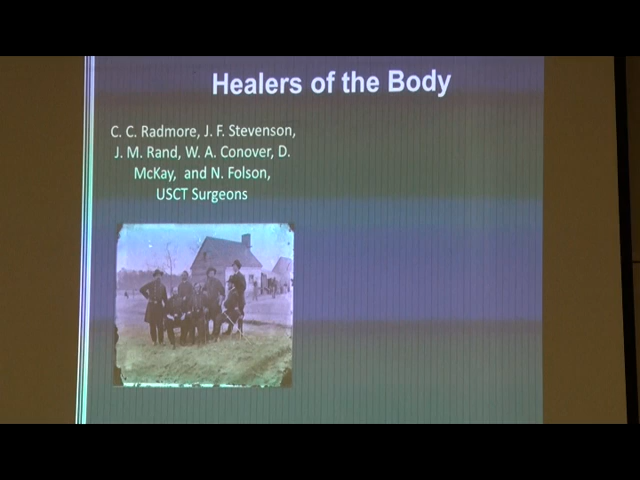 Healers of the Body
C. C. Radmore, J. F. Stevenson,
J. M. Rand, W. A. Conover, D.
McKay, and N. Folson,
USCT Surgeons